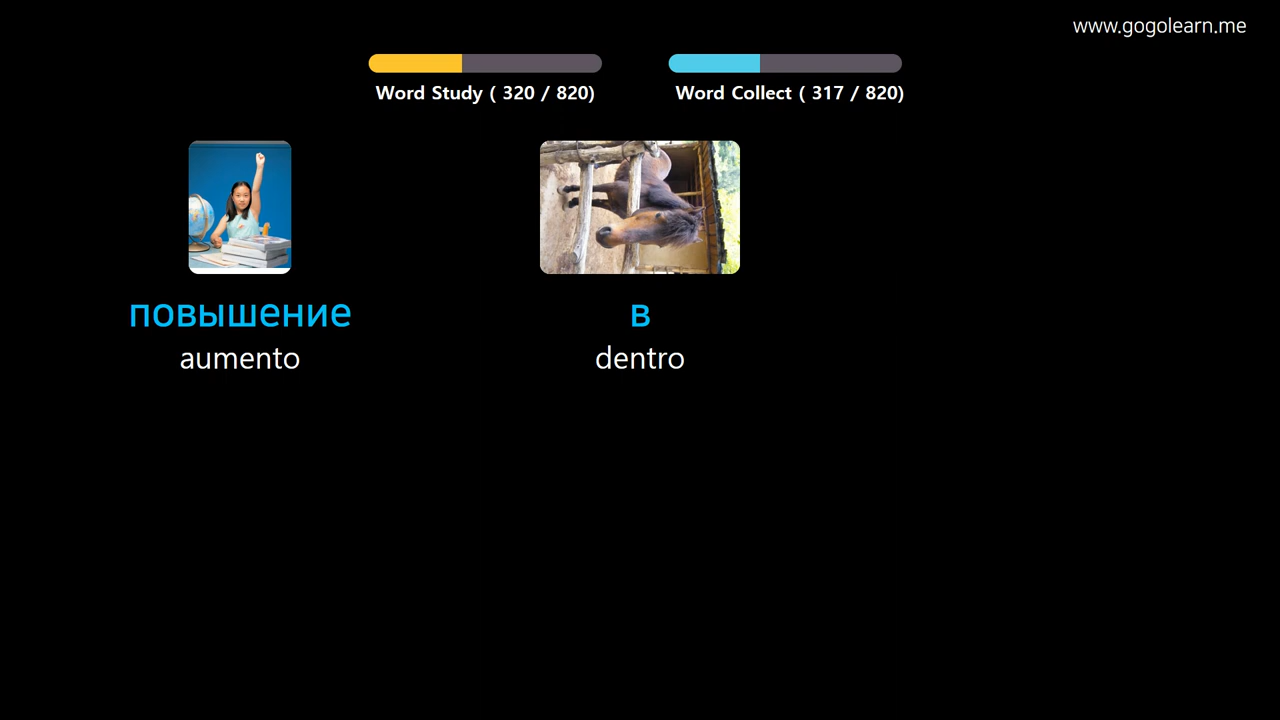 www.gogolearn.me
Word Study ( 320 / 820)
Word Collect ( 317 / 820)
повышение
aumento
в
dentro